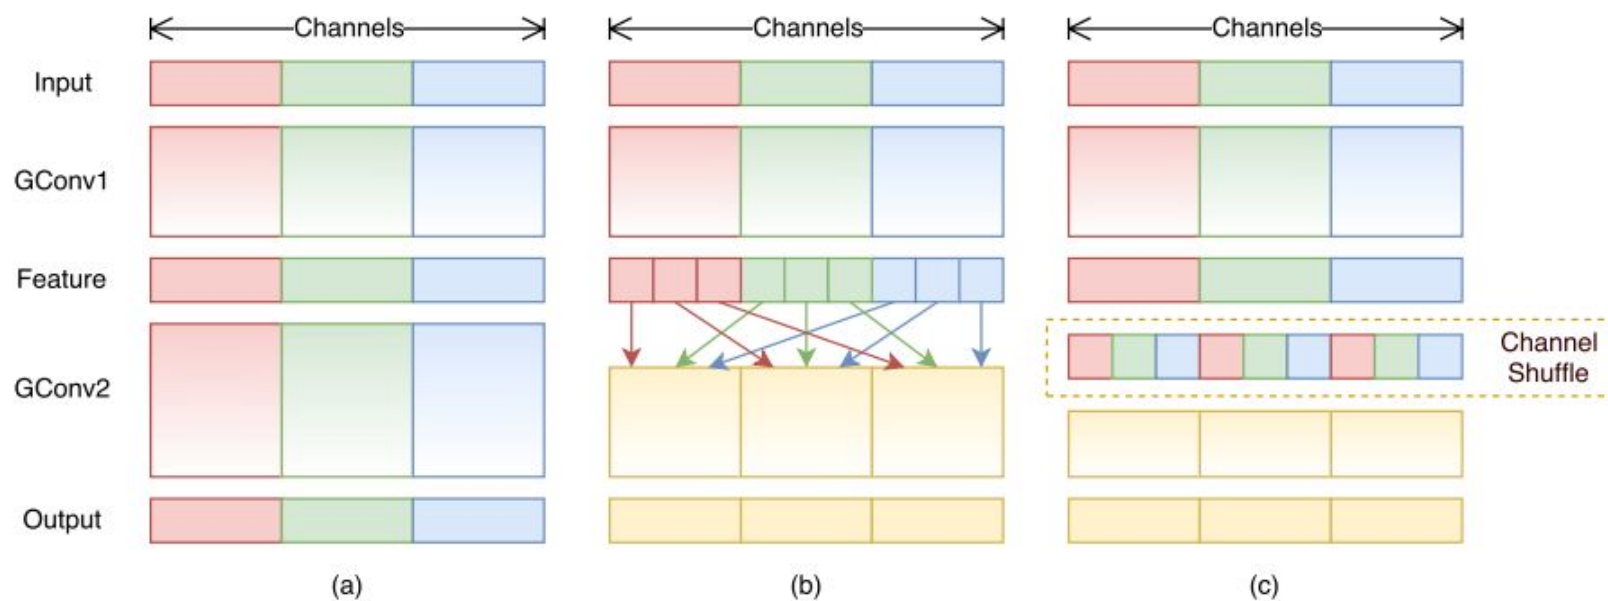 Channels Channels Channels
Input
GConv1
Feature
Channel
Shuffle
GConv2
Output
(a) (b) (c)